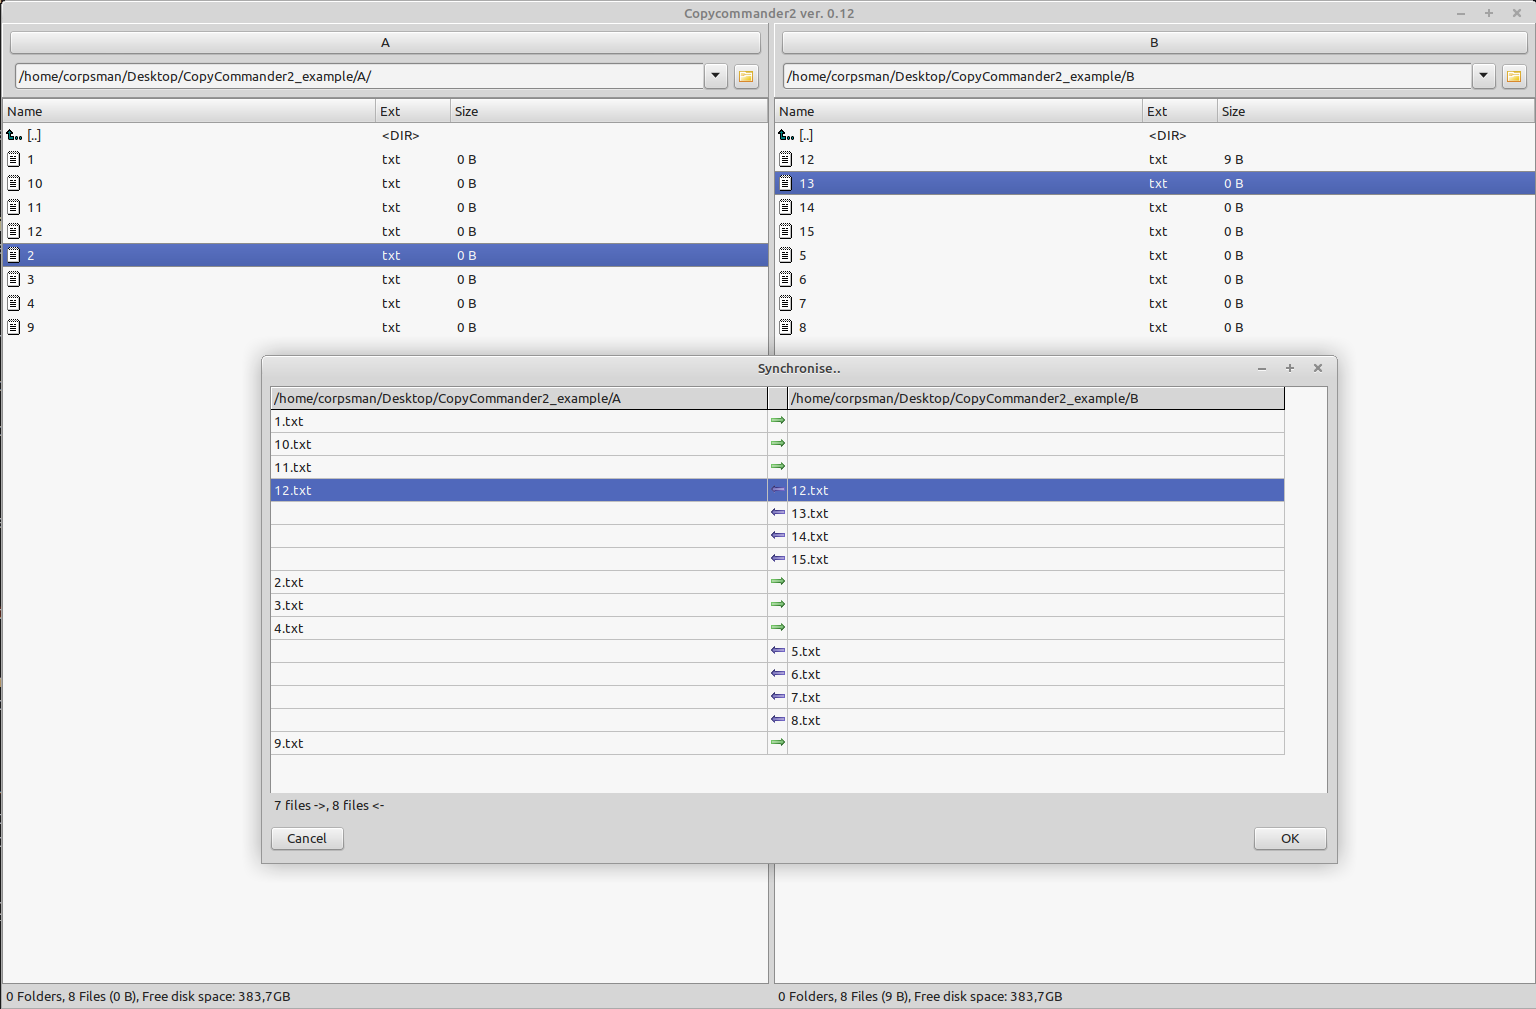 Copycommander2 ver. 0.12
A
/home/corpsman/Desktop/CopyCommander2_example/A/
Name Ext Size
[..] <DIR>
1 txt 0 B
10 txt 0 B
11 txt 0 B
12 txt 0 B
2 txt 0 B
3 txt 0 B
4 txt 0 B
9 txt 0 B
B
/home/corpsman/Desktop/CopyCommander2_example/B
Name Ext Size
[..] <DIR>
12 txt 9 B
13 txt 0 B
14 txt 0 B
15 txt 0 B
5 txt 0 B
6 txt 0 B
7 txt 0 B
8 txt 0 B
Synchronise..
/home/corpsman/Desktop/CopyCommander2_example/A /home/corpsman/Desktop/CopyCommander2_example/B
1.txt
10.txt
11.txt
12.txt 12.txt
13.txt
14.txt
15.txt
2.txt
3.txt
4.txt
5.txt
6.txt
7.txt
8.txt
9.txt
7 files ->, 8 files <-
Cancel OK
0 Folders, 8 Files (0 B), Free disk space: 383,7GB
0 Folders, 8 Files (9 B), Free disk space: 383,7GB